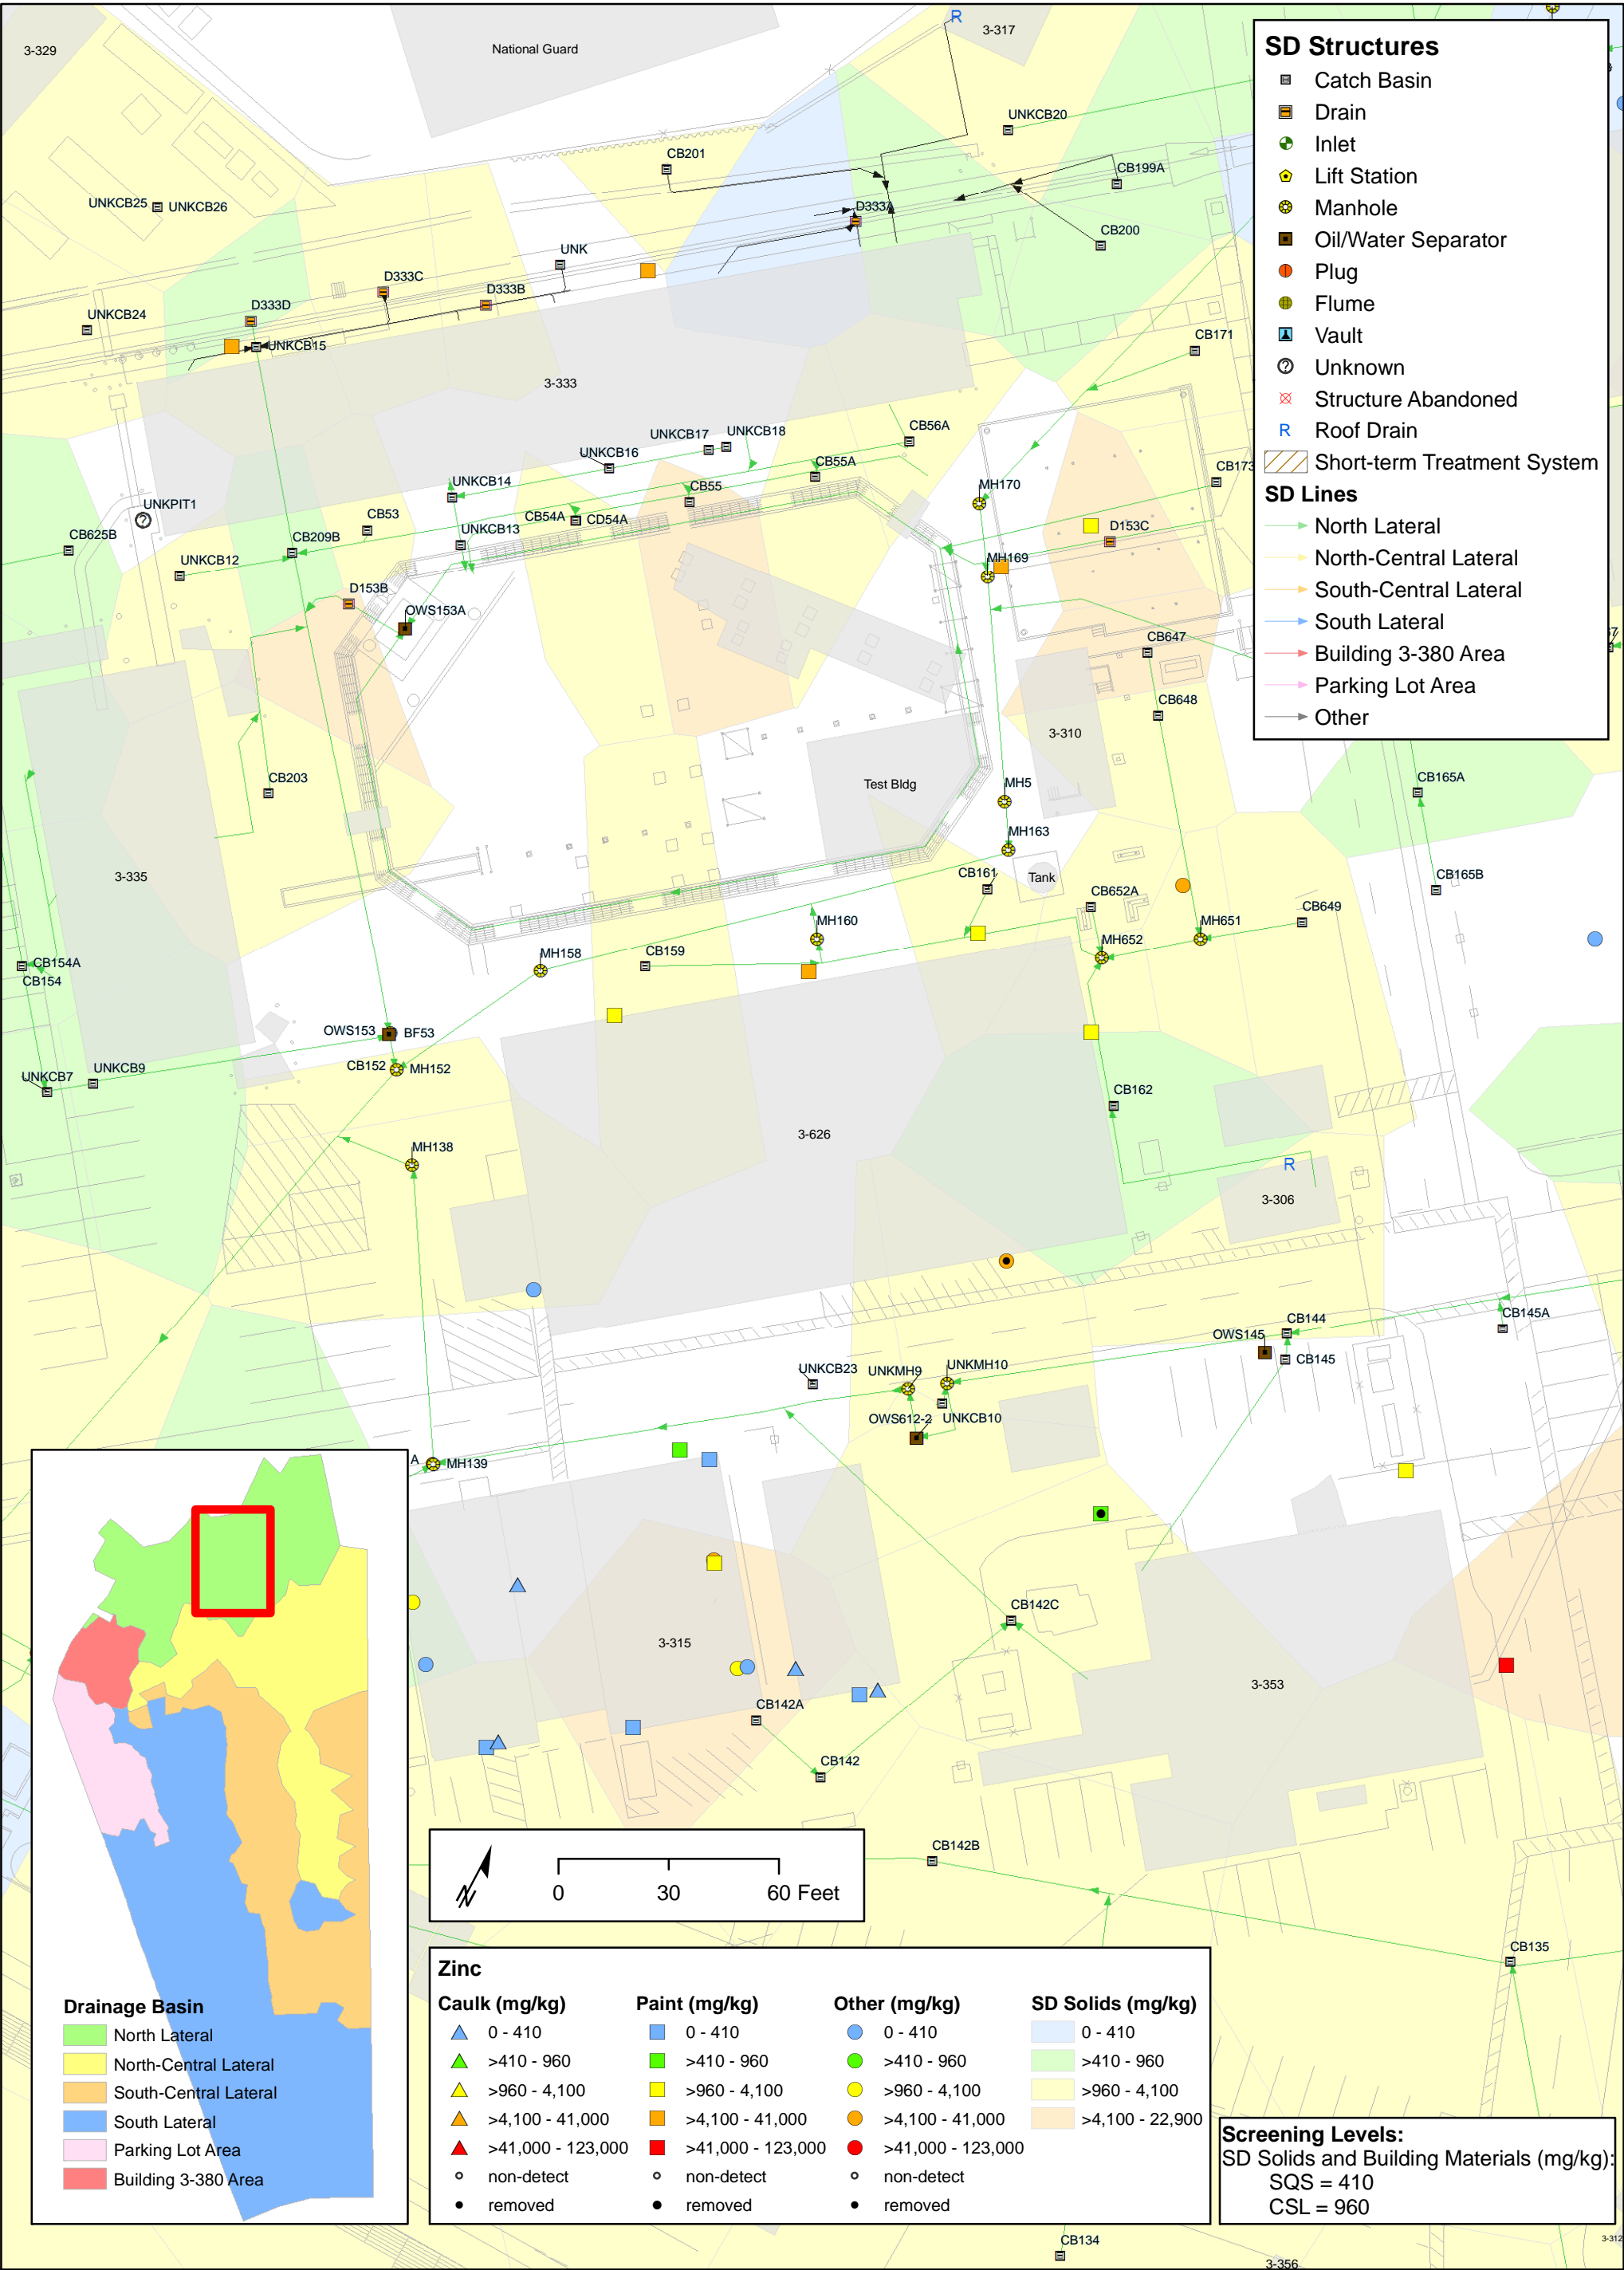 R
3-317
3-329
National Guard
UNKCB20
CB201
CB199A
UNKCB25
UNKCB26
D333A
CB200
UNK
D333C
D333B
D333D
UNKCB24
UNKCB15
CB171
3-333
CB56A
UNKCB17
UNKCB18
UNKCB16
CB55A
CB173
UNKCB14
CB55
MH170
UNKPIT1
CB54A
CD54A
CB53
UNKCB13
D153C
CB625B
CB209B
MH169
UNKCB12
D153B
OWS153A
CB647
CB648
3-310
CB203
Test Bldg
MH5
CB165A
MH163
3-335
CB161
Tank
CB652A
CB165B
CB649
MH160
MH651
MH652
CB159
MH158
CB154A
CB154
OWS153
BF53
CB152
MH152
UNKCB7
UNKCB9
CB162
3-626
MH138
R
3-306
CB144
CB145A
OWS145
CB145
UNKCB23
UNKMH9
UNKMH10
OWS612-2
UNKCB10
A
MH139
CB142C
3-315
3-353
CB142A
CB142
CB142B
CB135
CB134
3-356
3-312
SD Structures
Catch Basin
Drain
Inlet
Lift Station
Manhole
Oil/Water Separator
Plug
Flume
Vault
? Unknown
Structure Abandoned
R Roof Drain
Short-term Treatment System
SD Lines
North Lateral
North-Central Lateral
South-Central Lateral
South Lateral
Building 3-380 Area
Parking Lot Area
Other
Drainage Basin
North Lateral
North-Central Lateral
South-Central Lateral
South Lateral
Parking Lot Area
Building 3-380 Area
N
0 30 60 Feet
Zinc
Caulk (mg/kg) Paint (mg/kg) Other (mg/kg) SD Solids (mg/kg)
0 - 410 0 - 410 0 - 410 0 - 410
>410 - 960 >410 - 960 >410 - 960 >410 - 960
>960 - 4,100 >960 - 4,100 >960 - 4,100 >960 - 4,100
>4,100 - 41,000 >4,100 - 41,000 >4,100 - 41,000 >4,100 - 22,900
>41,000 - 123,000 >41,000 - 123,000 >41,000 - 123,000
non-detect non-detect non-detect
removed removed removed
Screening Levels:
SD Solids and Building Materials (mg/kg):
SQS = 410
CSL = 960